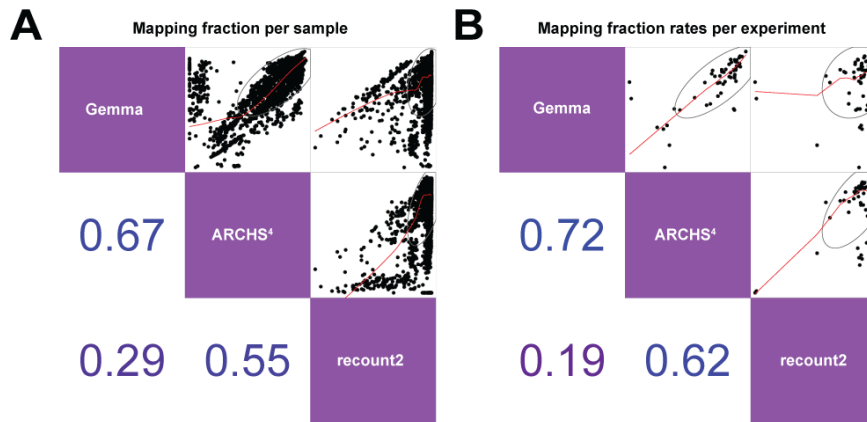 A
Mapping fraction per sample
Gemma
0.67
ARCHS⁴
0.29
0.55
recount2
B
Mapping fraction rates per experiment
Gemma
0.72
ARCHS⁴
0.19
0.62
recount2